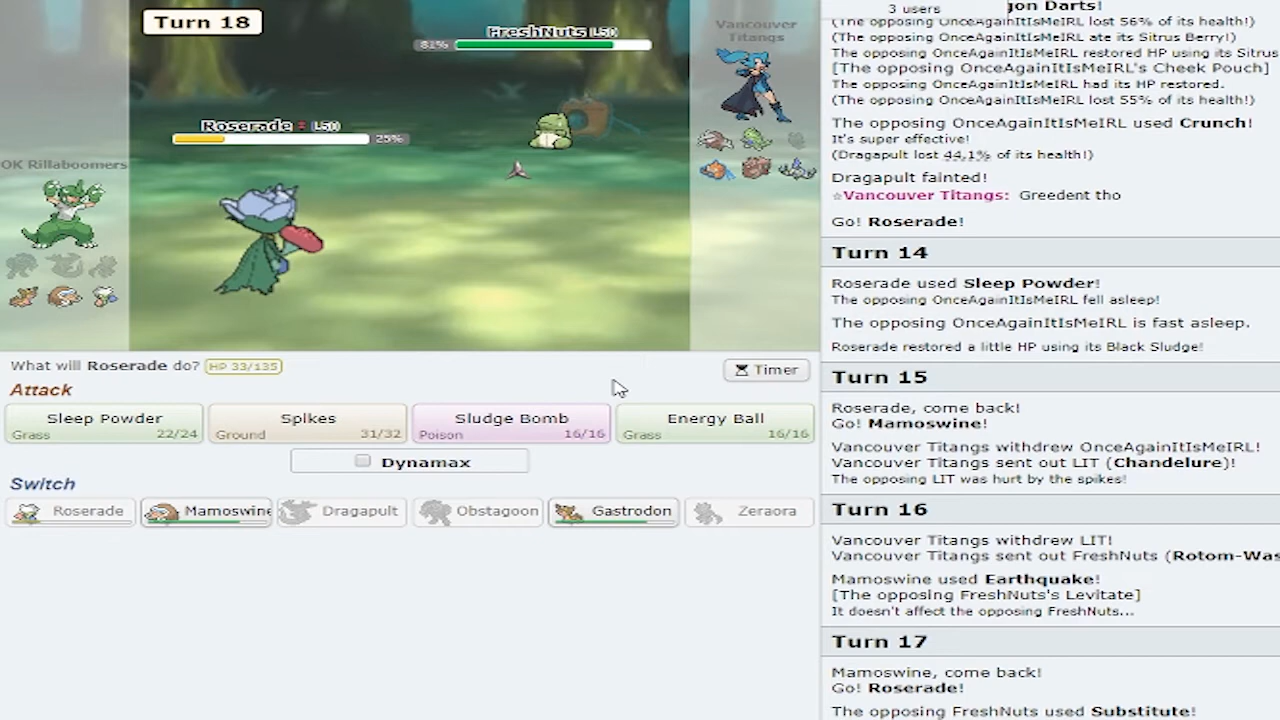 Turn 18
FreshNuts L50
81%
Vancouver
Titangs
Roserade L50
25%
OK Rillaboomers
What will Roserade do? HP 33/135
Timer
Attack
Sleep Powder
Grass 22/24
Spikes
Ground 31/32
Sludge Bomb
Poison 16/16
Energy Ball
Grass 16/16
Dynamax
Switch
Roserade
Mamoswine
Dragapult
Obstagoon
Gastrodon
Zeraora
3 users
gon Darts!
(The opposing OnceAgainItIsMeIRL lost 56% of its health!)
(The opposing OnceAgainItIsMeIRL ate its Sitrus Berry!)
The opposing OnceAgainItIsMeIRL restored HP using its Sitrus
[The opposing OnceAgainItIsMeIRL's Cheek Pouch]
The opposing OnceAgainItIsMeIRL had its HP restored.
(The opposing OnceAgainItIsMeIRL lost 55% of its health!)
The opposing OnceAgainItIsMeIRL used Crunch!
It's super effective!
(Dragapult lost 44.1% of its health!)
Dragapult fainted!
☆Vancouver Titangs: Greedent tho
Go! Roserade!
Turn 14
Roserade used Sleep Powder!
The opposing OnceAgainItIsMeIRL fell asleep!
The opposing OnceAgainItIsMeIRL is fast asleep.
Roserade restored a little HP using its Black Sludge!
Turn 15
Roserade, come back!
Go! Mamoswine!
Vancouver Titangs withdrew OnceAgainItIsMeIRL!
Vancouver Titangs sent out LIT (Chandelure)!
The opposing LIT was hurt by the spikes!
Turn 16
Vancouver Titangs withdrew LIT!
Vancouver Titangs sent out FreshNuts (Rotom-Was
Mamoswine used Earthquake!
[The opposing FreshNuts's Levitate]
It doesn't affect the opposing FreshNuts...
Turn 17
Mamoswine, come back!
Go! Roserade!
The opposing FreshNuts used Substitute!